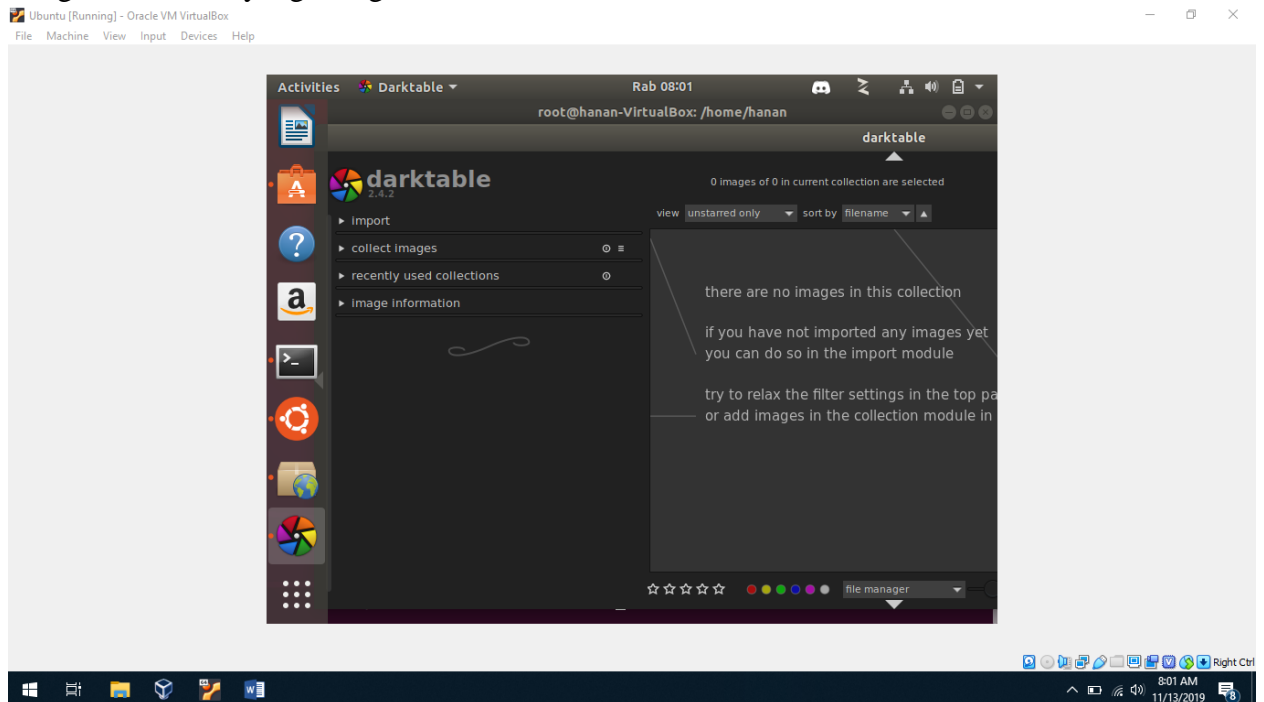 Ubuntu [Running] - Oracle VM VirtualBox
File Machine View Input Devices Help
Activities Darktable Rab 08:01
root@hanan-VirtualBox: /home/hanan
darktable
darktable
2.4.2
0 images of 0 in current collection are selected
view unstarred only sort by filename
import
collect images
recently used collections
image information
there are no images in this collection
if you have not imported any images yet
you can do so in the import module
try to relax the filter settings in the top pa
or add images in the collection module in
file manager
Right Ctrl
8:01 AM
11/13/2019
8